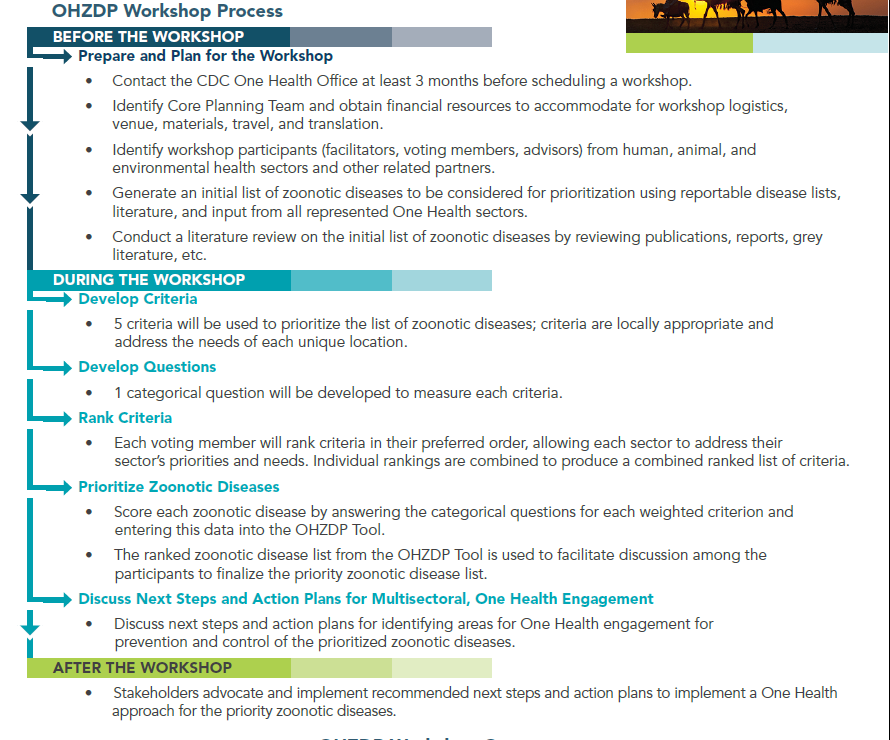 OHZDP Workshop Process
BEFORE THE WORKSHOP
Prepare and Plan for the Workshop
• Contact the CDC One Health Office at least 3 months before scheduling a workshop.
• Identify Core Planning Team and obtain financial resources to accommodate for workshop logistics,
venue, materials, travel, and translation.
• Identify workshop participants (facilitators, voting members, advisors) from human, animal, and
environmental health sectors and other related partners.
• Generate an initial list of zoonotic diseases to be considered for prioritization using reportable disease lists,
literature, and input from all represented One Health sectors.
• Conduct a literature review on the initial list of zoonotic diseases by reviewing publications, reports, grey
literature, etc.
DURING THE WORKSHOP
Develop Criteria
• 5 criteria will be used to prioritize the list of zoonotic diseases; criteria are locally appropriate and
address the needs of each unique location.
Develop Questions
• 1 categorical question will be developed to measure each criteria.
Rank Criteria
• Each voting member will rank criteria in their preferred order, allowing each sector to address their
sector’s priorities and needs. Individual rankings are combined to produce a combined ranked list of criteria.
Prioritize Zoonotic Diseases
• Score each zoonotic disease by answering the categorical questions for each weighted criterion and
entering this data into the OHZDP Tool.
• The ranked zoonotic disease list from the OHZDP Tool is used to facilitate discussion among the
participants to finalize the priority zoonotic disease list.
Discuss Next Steps and Action Plans for Multisectoral, One Health Engagement
• Discuss next steps and action plans for identifying areas for One Health engagement for
prevention and control of the prioritized zoonotic diseases.
AFTER THE WORKSHOP
• Stakeholders advocate and implement recommended next steps and action plans to implement a One Health
approach for the priority zoonotic diseases.